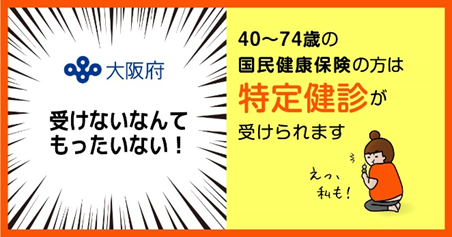 大阪府
受けないなんて
もったいない！
40〜74歳の
国民健康保険の方は
特定健診が
受けられます
えっ、
私も！